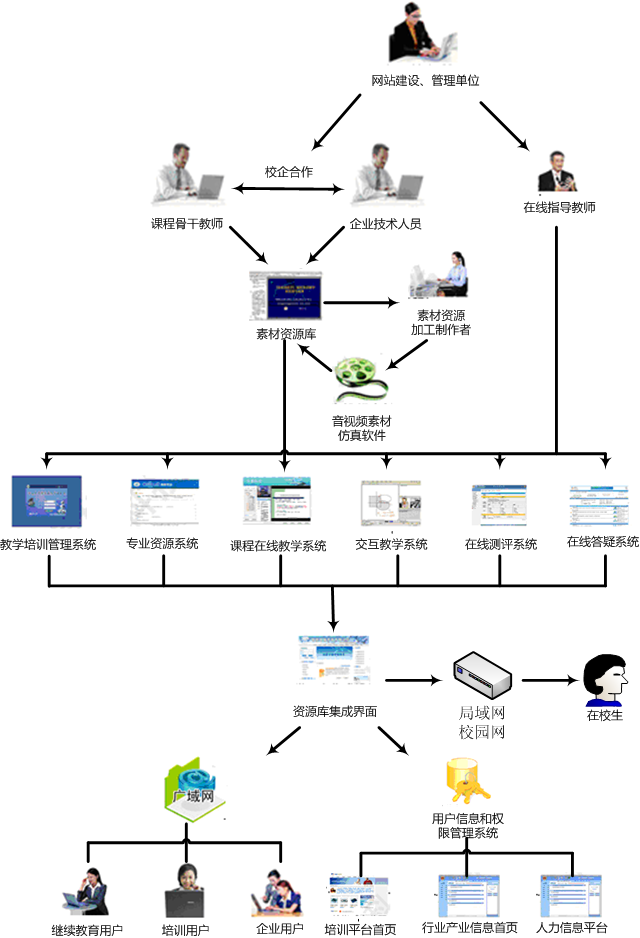 网站建设、管理单位
校企合作
课程骨干教师
企业技术人员
在线指导教师
素材资源库
素材资源
加工制作者
音视频素材
仿真软件
教学培训管理系统
专业资源系统
课程在线教学系统
交互教学系统
在线测评系统
在线答疑系统
资源库集成界面
局域网
校园网
在校生
广域网
用户信息和权
限管理系统
继续教育用户
培训用户
企业用户
培训平台首页
行业产业信息首页
人力信息平台